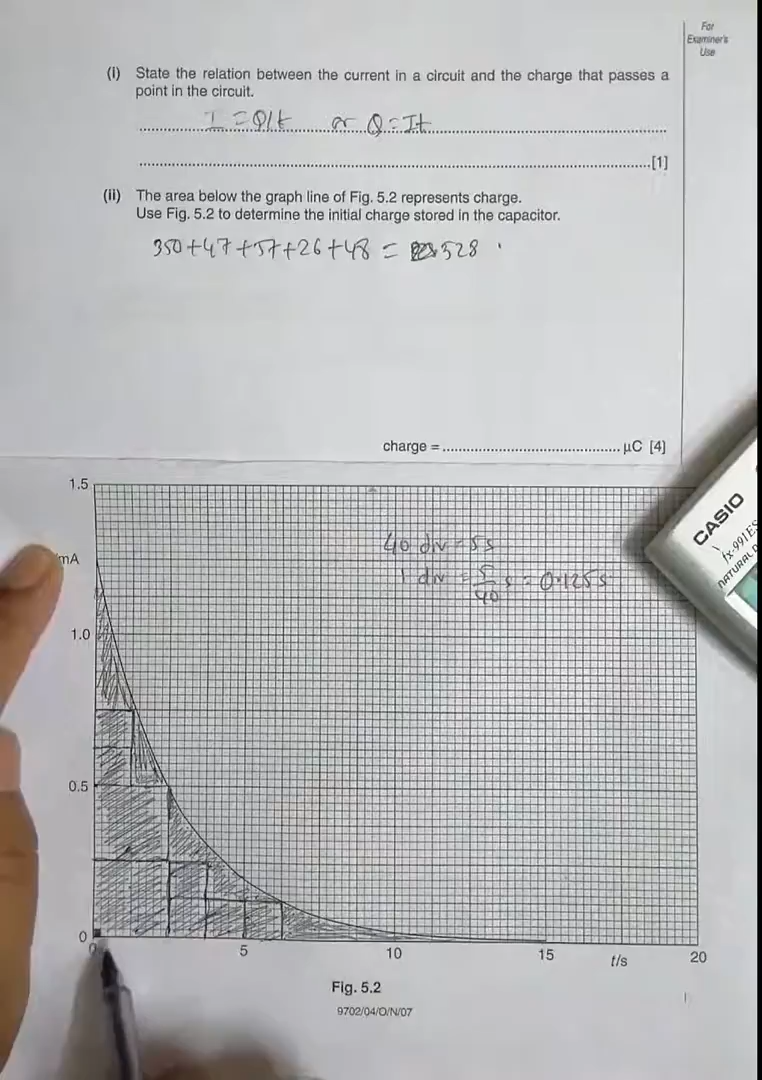 For
Examiner's
Use
(i) State the relation between the current in a circuit and the charge that passes a
point in the circuit.
I = Q/t or Q = It
[1]
(ii) The area below the graph line of Fig. 5.2 represents charge.
Use Fig. 5.2 to determine the initial charge stored in the capacitor.
350+47+57+26+48 = 528
charge = µC [4]
1.5
mA
1.0
0.5
0
40 div = 5s
1 div = 5/40 s = 0.125s
0 5 10 15 t/s 20
Fig. 5.2
9702/04/O/N/07
CASIO
fx-991ES